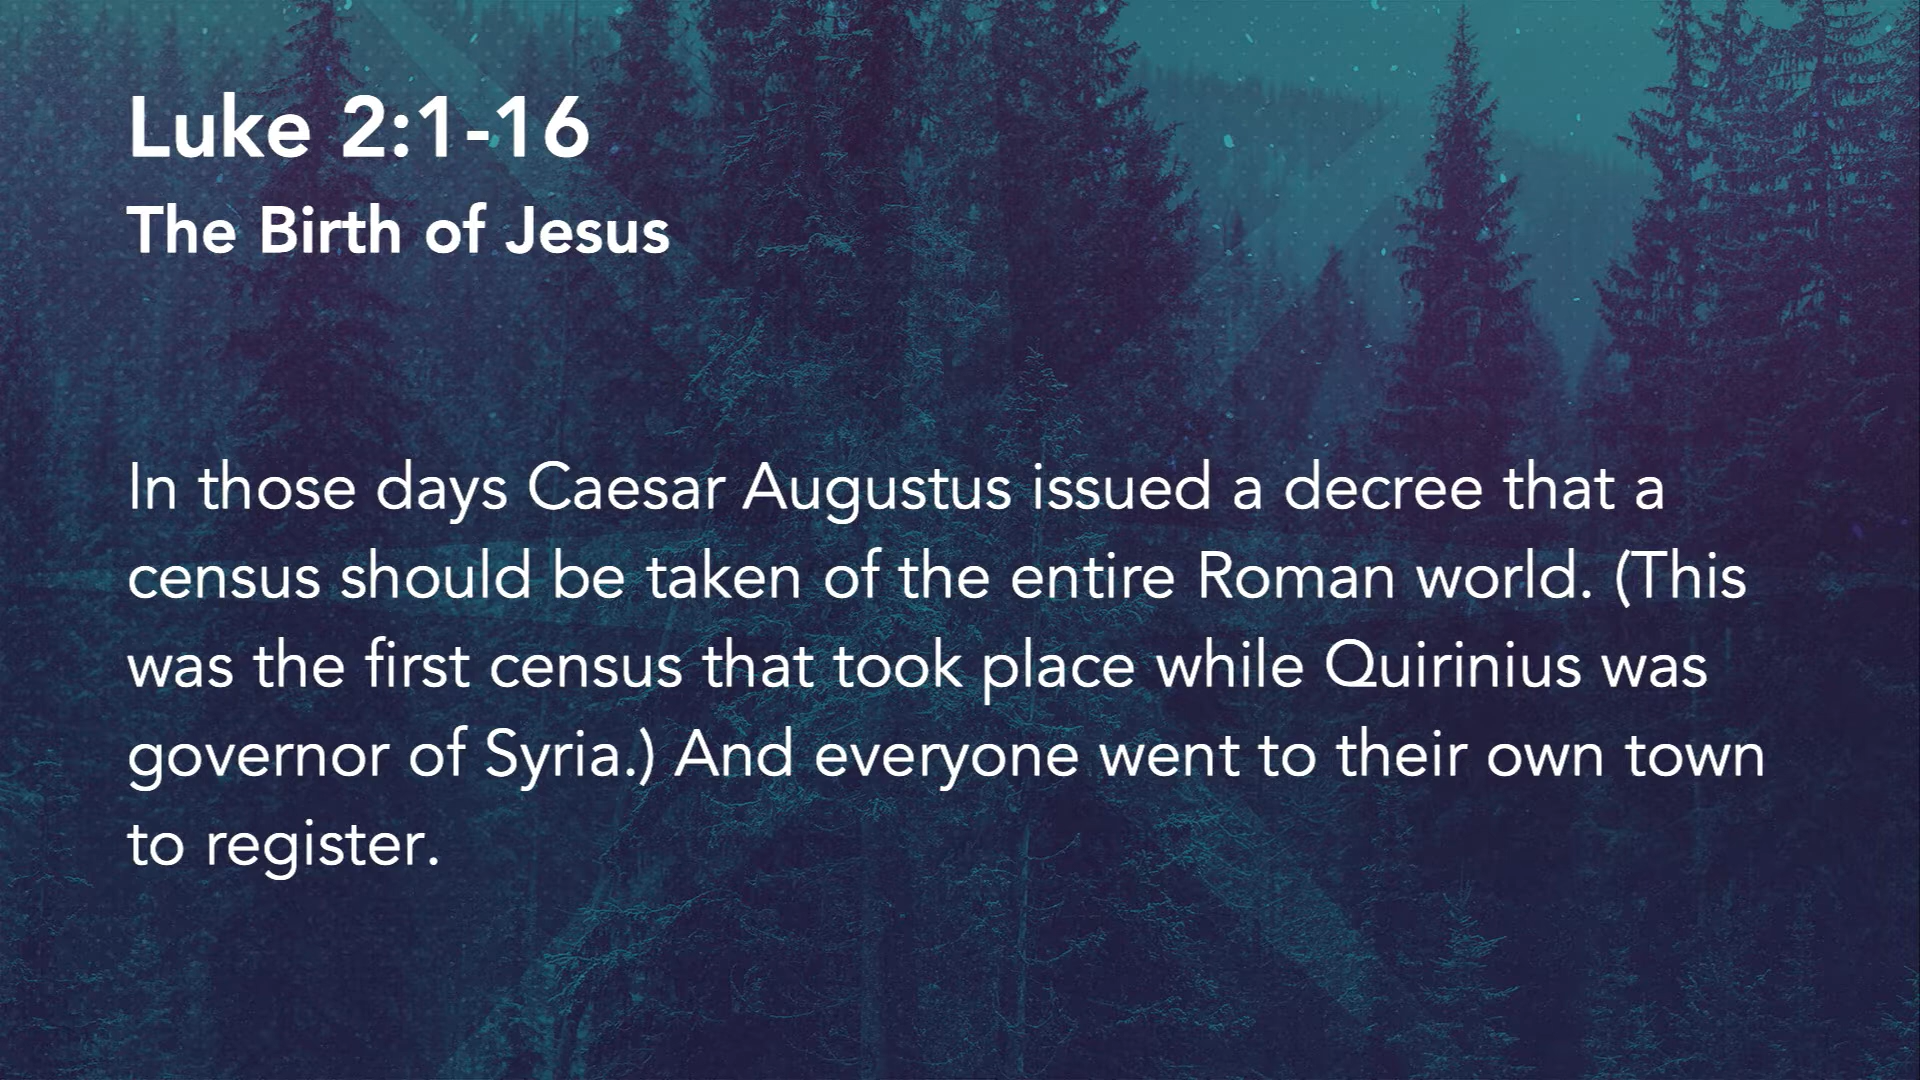 Luke 2:1-16
The Birth of Jesus
In those days Caesar Augustus issued a decree that a
census should be taken of the entire Roman world. (This
was the first census that took place while Quirinius was
governor of Syria.) And everyone went to their own town
to register.